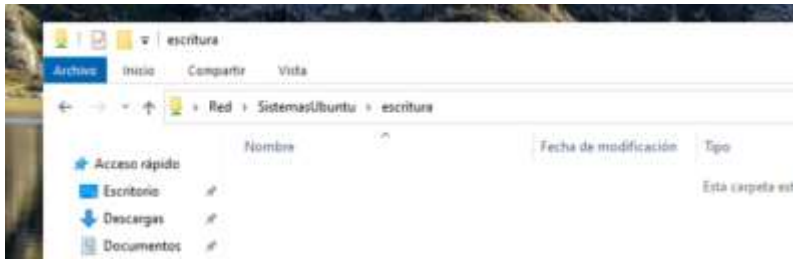 escritura
Archivo Inicio Compartir Vista
Red › SistemasUbuntu › escritura
Nombre Fecha de modificación Tipo
Acceso rápido
Esta carpeta
Escritorio
Descargas
Documentos